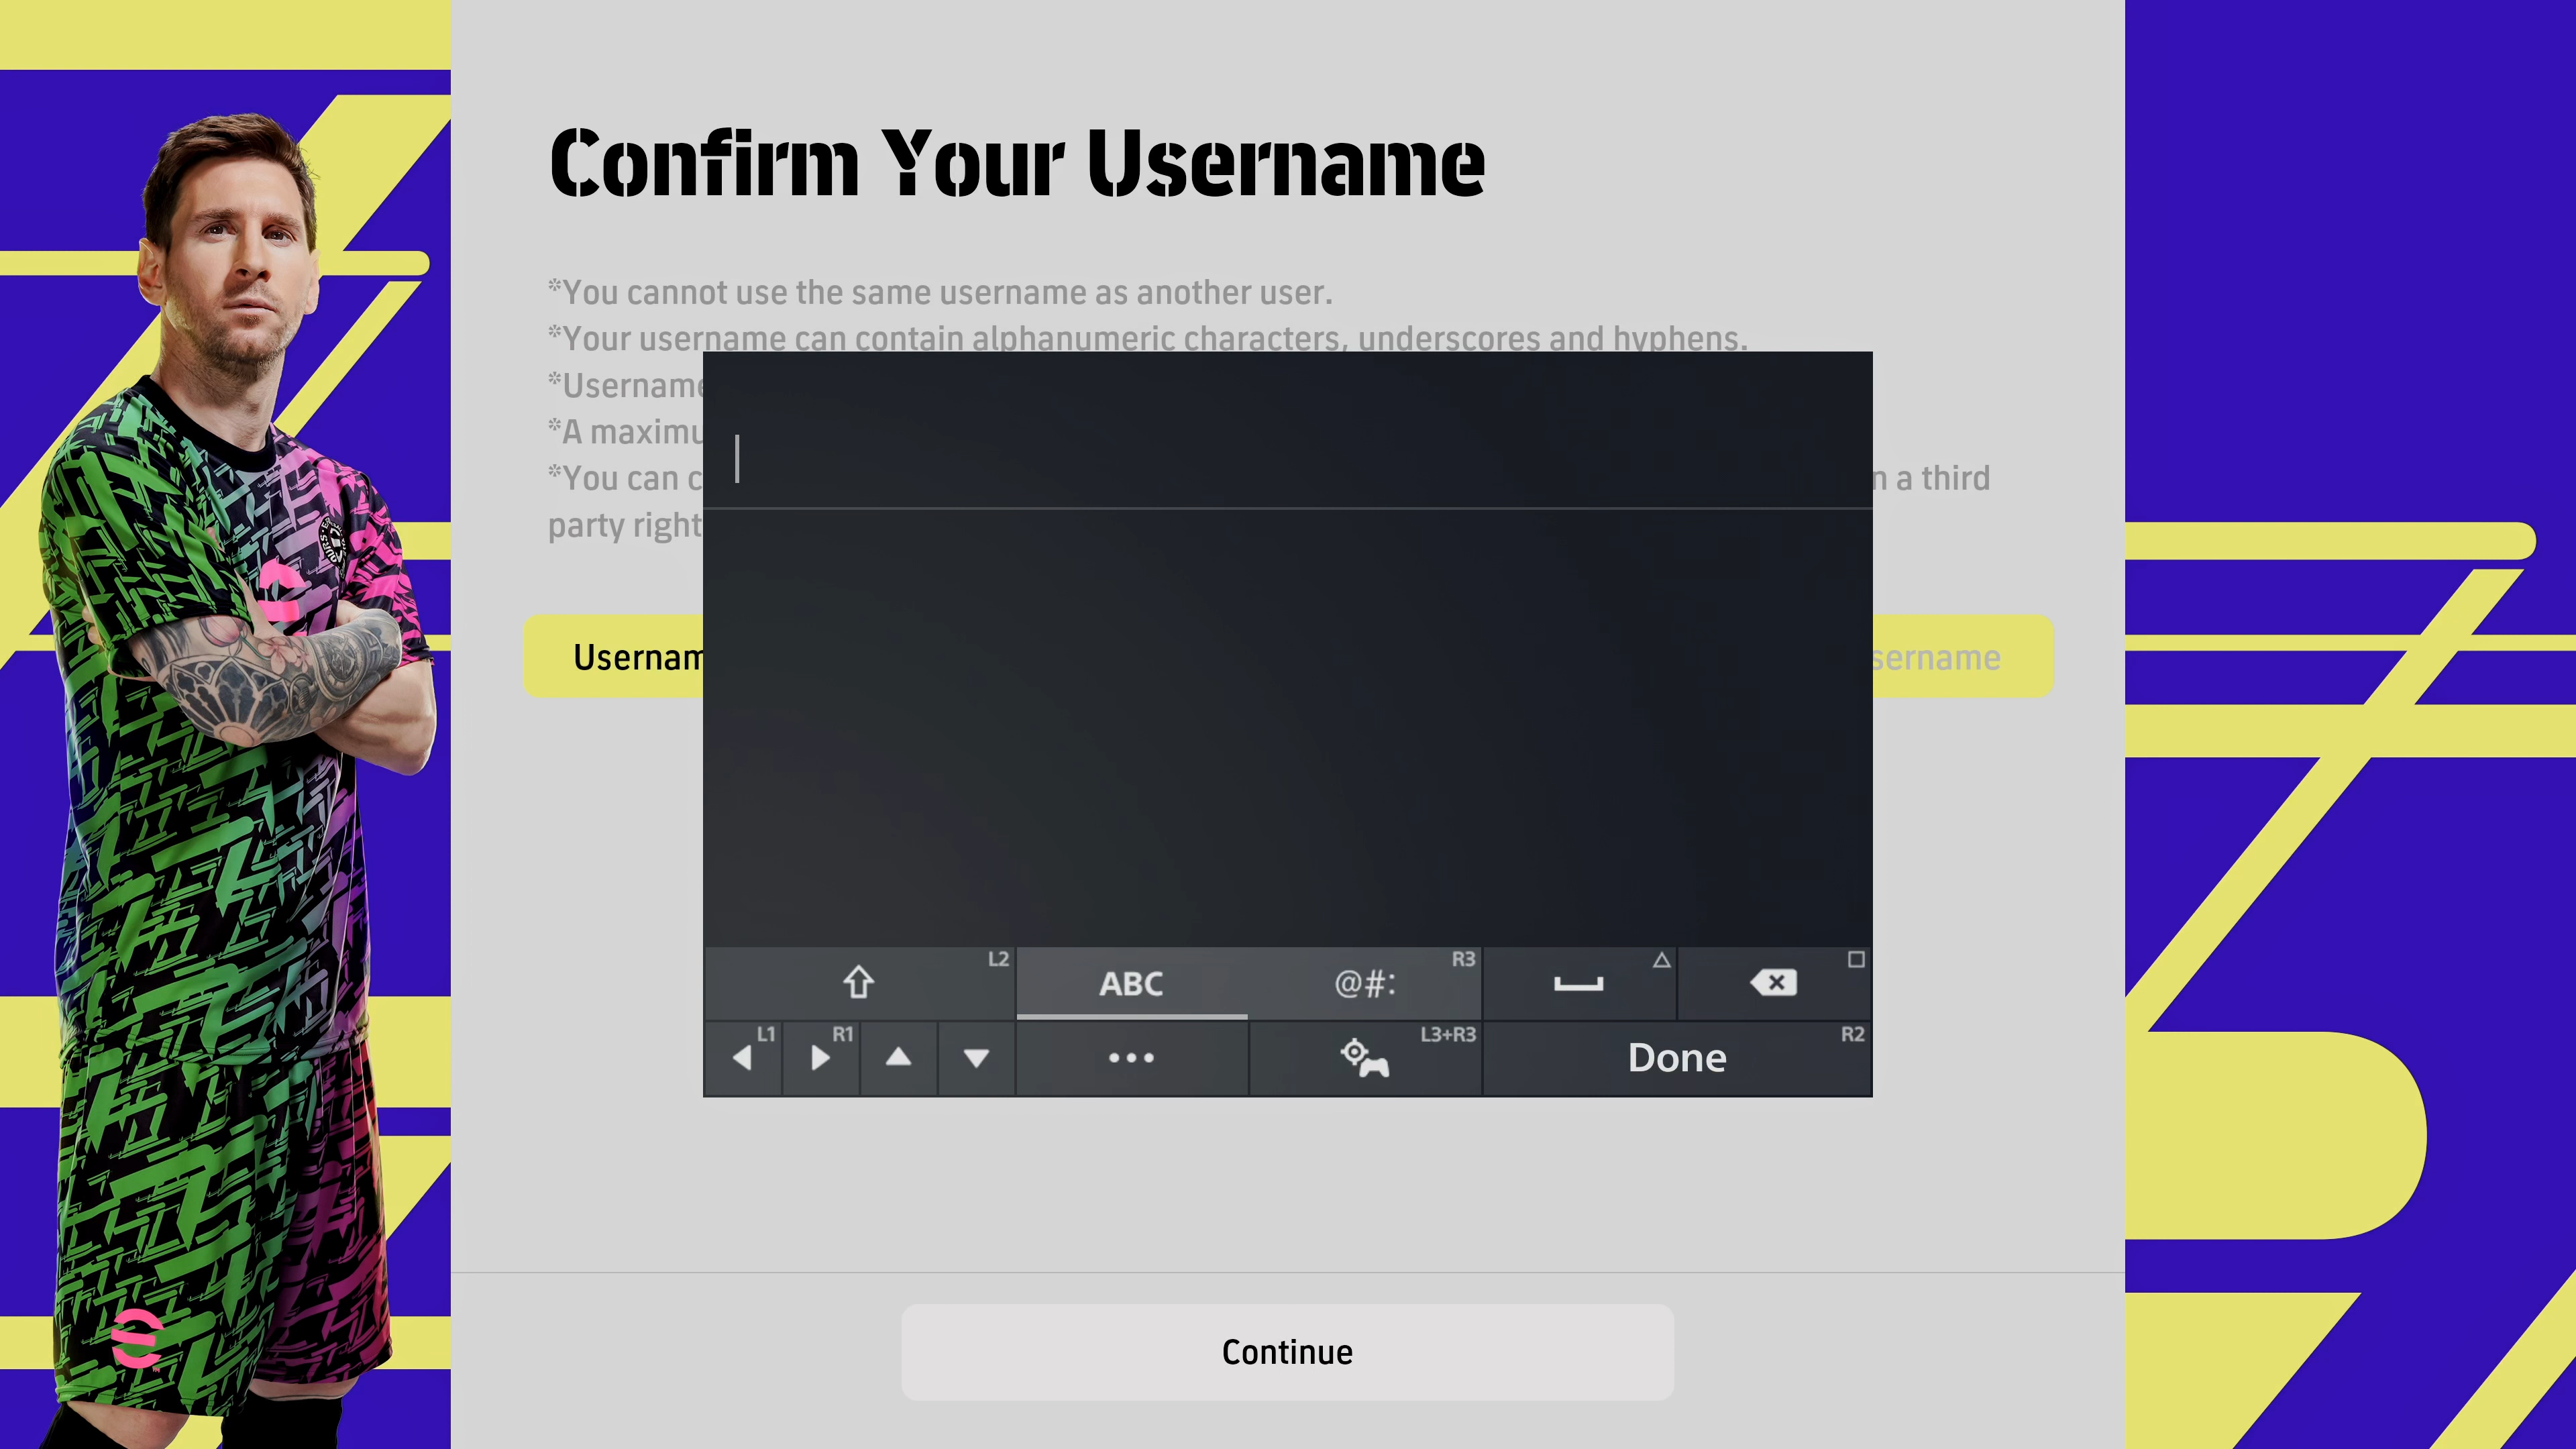 Confirm Your Username
*You cannot use the same username as another user.
*Your username can contain alphanumeric characters, underscores and hyphens.
*Username
*A maximu
*You can c
n a third
party right
Usernam
sername
L2
ABC
@#:
R3
L1
R1
•••
L3+R3
Done
R2
Continue